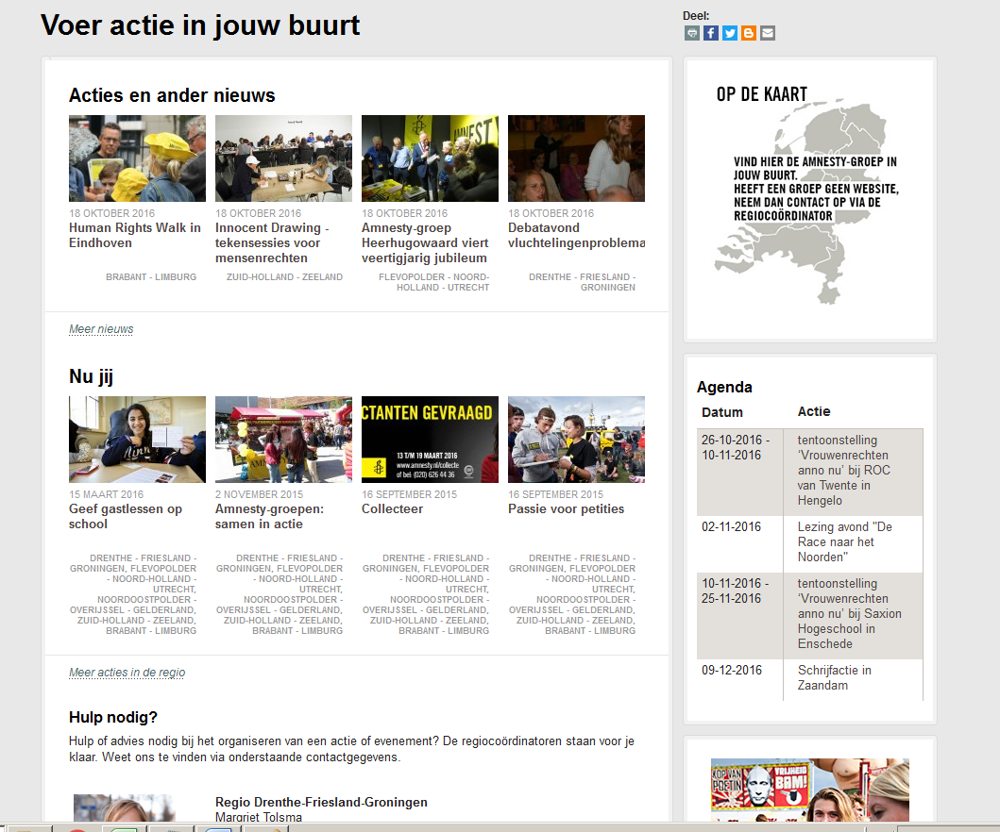 Voer actie in jouw buurt
Deel:
Acties en ander nieuws
AMNESTY
18 OKTOBER 2016
Human Rights Walk in
Eindhoven
BRABANT - LIMBURG
18 OKTOBER 2016
Innocent Drawing -
tekensessies voor
mensenrechten
ZUID-HOLLAND - ZEELAND
18 OKTOBER 2016
Amnesty-groep
Heerhugowaard viert
veertigjarig jubileum
FLEVOPOLDER - NOORD-
HOLLAND - UTRECHT
18 OKTOBER 2016
Debatavond
vluchtelingenproblema
DRENTHE - FRIESLAND -
GRONINGEN
Meer nieuws
Nu jij
CTANTEN GEVRAAGD
13 T/M 19 MAART 2016
www.amnesty.nl/collecte
of bel: (020) 626 44 36
15 MAART 2016
Geef gastlessen op
school
DRENTHE - FRIESLAND -
GRONINGEN, FLEVOPOLDER
- NOORD-HOLLAND -
UTRECHT,
NOORDOOSTPOLDER -
OVERIJSSEL - GELDERLAND,
ZUID-HOLLAND - ZEELAND,
BRABANT - LIMBURG
2 NOVEMBER 2015
Amnesty-groepen:
samen in actie
DRENTHE - FRIESLAND -
GRONINGEN, FLEVOPOLDER
- NOORD-HOLLAND -
UTRECHT,
NOORDOOSTPOLDER -
OVERIJSSEL - GELDERLAND,
ZUID-HOLLAND - ZEELAND,
BRABANT - LIMBURG
16 SEPTEMBER 2015
Collecteer
DRENTHE - FRIESLAND -
GRONINGEN, FLEVOPOLDER
- NOORD-HOLLAND -
UTRECHT,
NOORDOOSTPOLDER -
OVERIJSSEL - GELDERLAND,
ZUID-HOLLAND - ZEELAND,
BRABANT - LIMBURG
16 SEPTEMBER 2015
Passie voor petities
DRENTHE - FRIESLAND -
GRONINGEN, FLEVOPOLDER
- NOORD-HOLLAND -
UTRECHT,
NOORDOOSTPOLDER -
OVERIJSSEL - GELDERLAND,
ZUID-HOLLAND - ZEELAND,
BRABANT - LIMBURG
Meer acties in de regio
Hulp nodig?
Hulp of advies nodig bij het organiseren van een actie of evenement? De regiocoördinatoren staan voor je
klaar. Weet ons te vinden via onderstaande contactgegevens.
Regio Drenthe-Friesland-Groningen
Margriet Tolsma
OP DE KAART
VIND HIER DE AMNESTY-GROEP IN
JOUW BUURT.
HEEFT EEN GROEP GEEN WEBSITE,
NEEM DAN CONTACT OP VIA DE
REGIOCOÖRDINATOR
Agenda
Datum Actie
26-10-2016 - tentoonstelling
10-11-2016 'Vrouwenrechten
anno nu' bij ROC
van Twente in
Hengelo
02-11-2016 Lezing avond "De
Race naar het
Noorden"
10-11-2016 - tentoonstelling
25-11-2016 'Vrouwenrechten
anno nu' bij Saxion
Hogeschool in
Enschede
09-12-2016 Schrijfactie in
Zaandam
KOP VAN
POETIN
VRIJHEID
BAM!